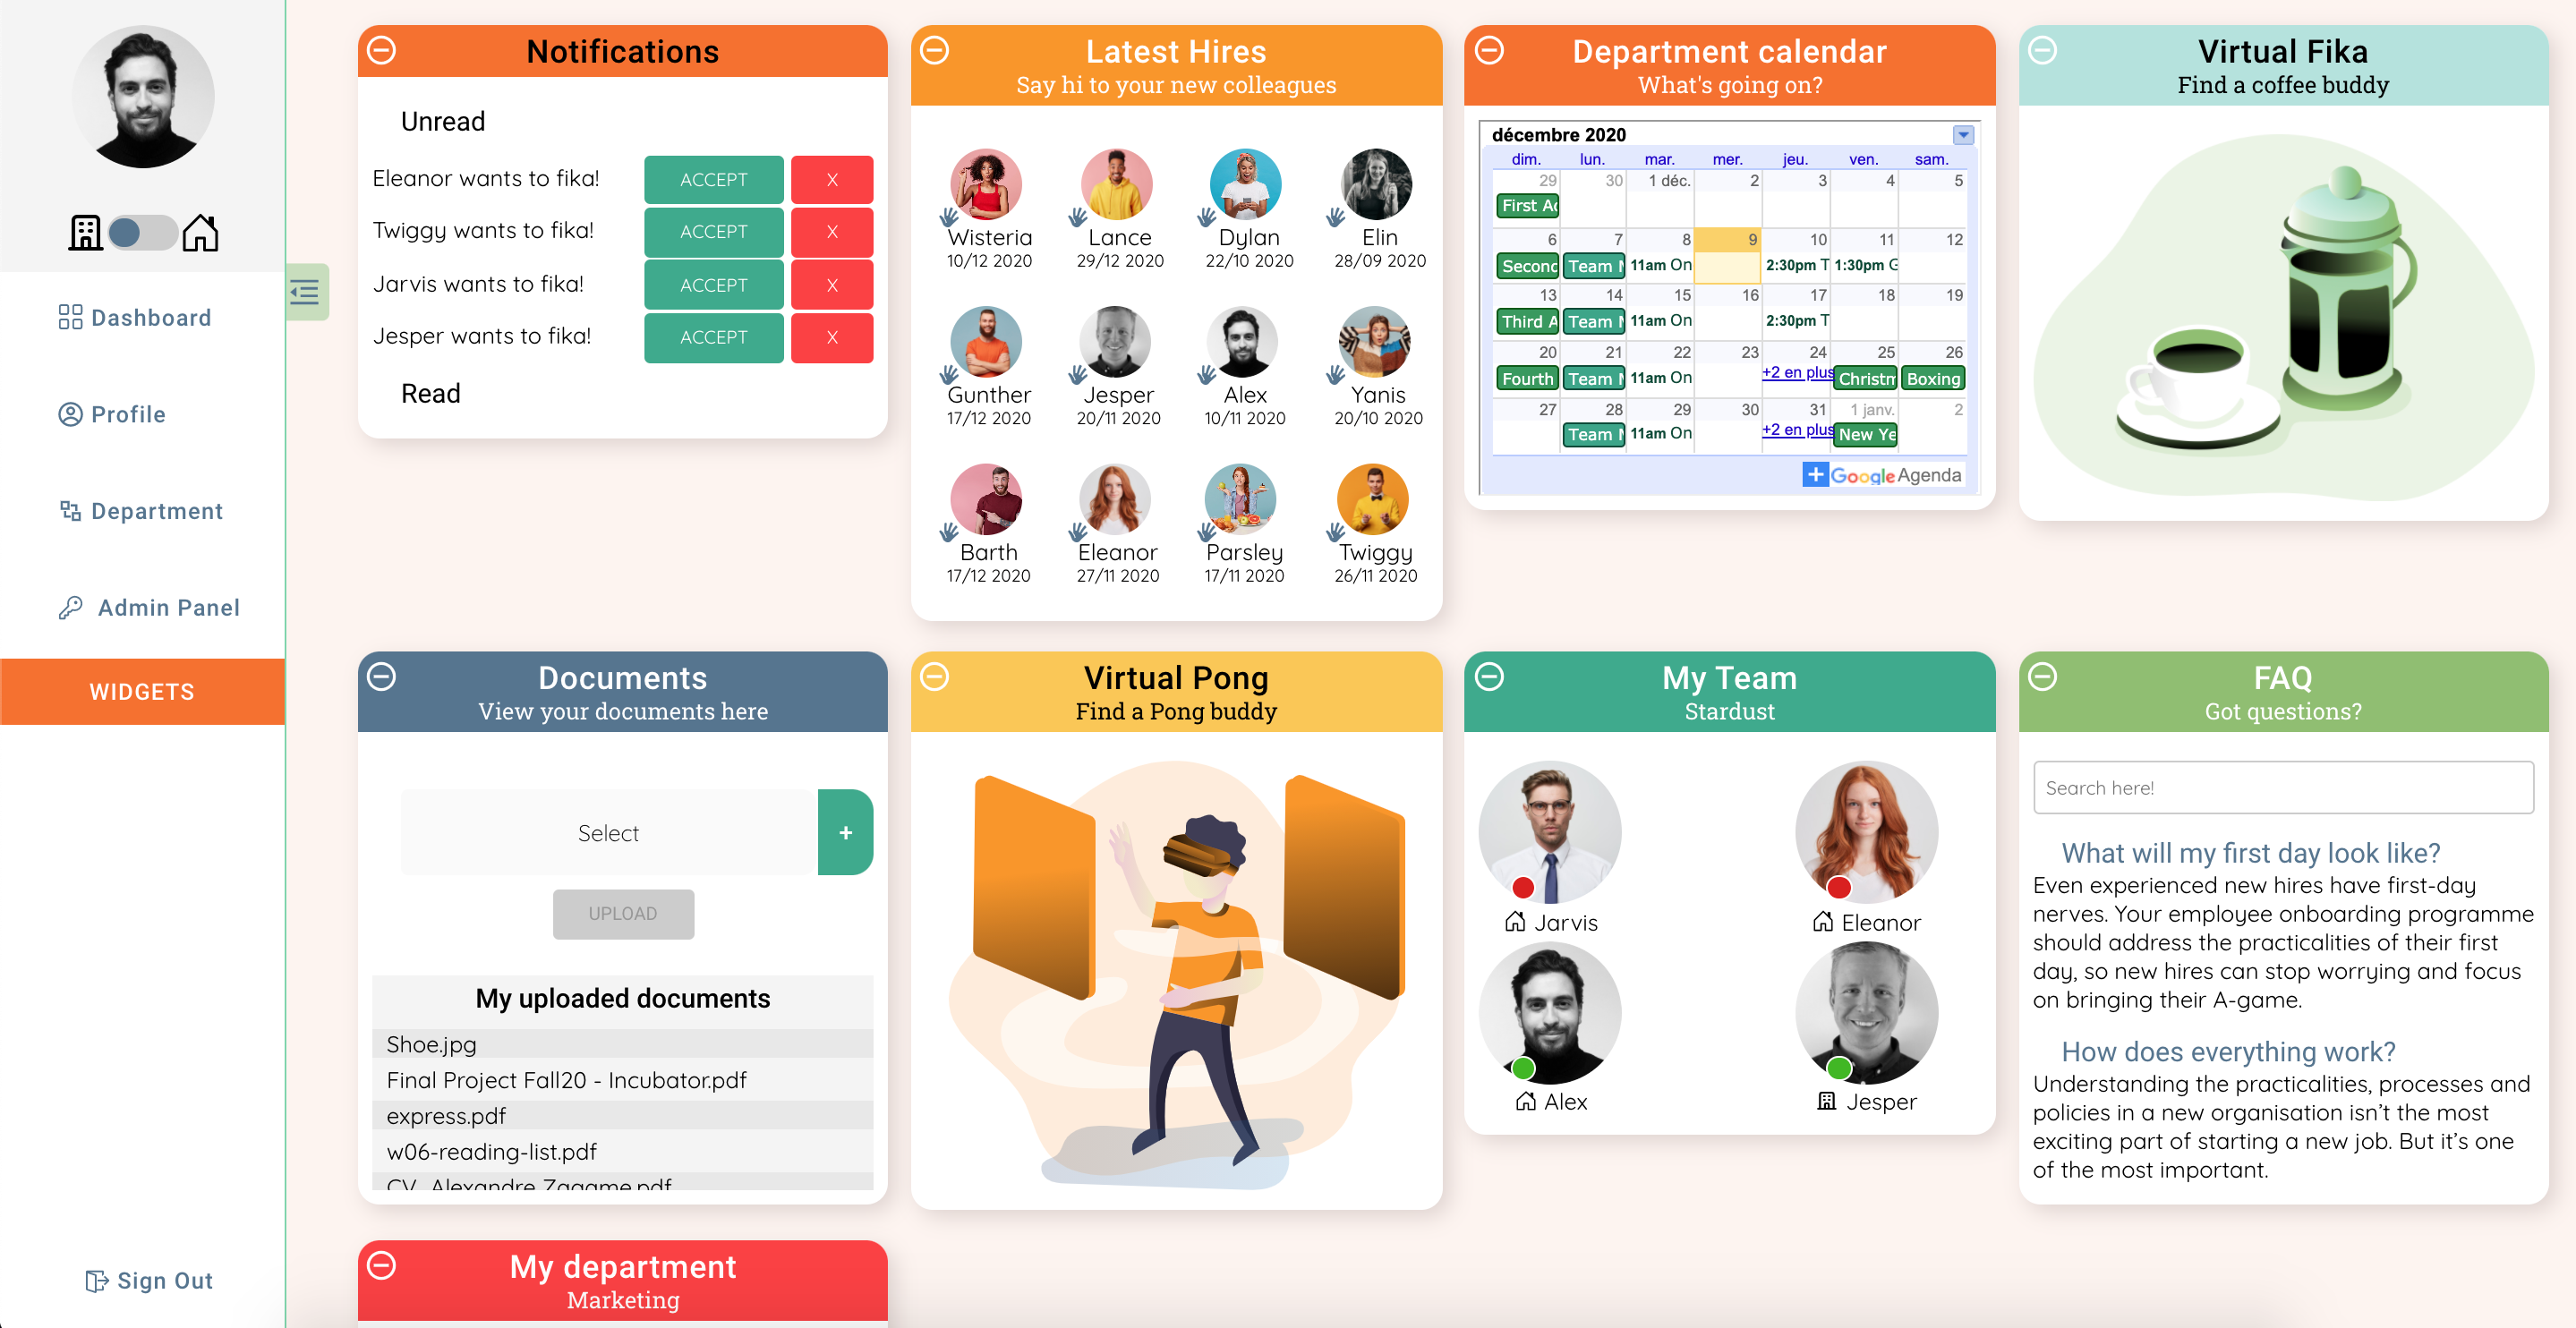 Dashboard
Profile
Department
Admin Panel
WIDGETS
Sign Out
Notifications
Unread
Eleanor wants to fika! ACCEPT X
Twiggy wants to fika! ACCEPT X
Jarvis wants to fika! ACCEPT X
Jesper wants to fika! ACCEPT X
Read
Latest Hires
Say hi to your new colleagues
Wisteria Lance Dylan Elin
10/12 2020 29/12 2020 22/10 2020 28/09 2020
Gunther Jesper Alex Yanis
17/12 2020 20/11 2020 10/11 2020 20/10 2020
Barth Eleanor Parsley Twiggy
17/12 2020 27/11 2020 17/11 2020 26/11 2020
Department calendar
What's going on?
décembre 2020
dim. lun. mar. mer. jeu. ven. sam.
29 30 1 déc. 2 3 4 5
First
6 7 8 9 10 11 12
Second Team 11am On 2:30pm T 1:30pm
13 14 15 16 17 18 19
Third A Team 11am On 2:30pm T
20 21 22 23 24 25 26
Fourth Team 11am On +2 en plus Christm Boxing
27 28 29 30 31 1 janv. 2
Team 11am On +2 en plus New Ye
+ Google Agenda
Virtual Fika
Find a coffee buddy
Documents
View your documents here
Select +
UPLOAD
My uploaded documents
Shoe.jpg
Final Project Fall20 - Incubator.pdf
express.pdf
w06-reading-list.pdf
CV_Alexandre Zagame.pdf
Virtual Pong
Find a Pong buddy
My Team
Stardust
Jarvis Eleanor
Alex Jesper
FAQ
Got questions?
Search here!
What will my first day look like?
Even experienced new hires have first-day
nerves. Your employee onboarding programme
should address the practicalities of their first
day, so new hires can stop worrying and focus
on bringing their A-game.
How does everything work?
Understanding the practicalities, processes and
policies in a new organisation isn’t the most
exciting part of starting a new job. But it’s one
of the most important.
My department
Marketing